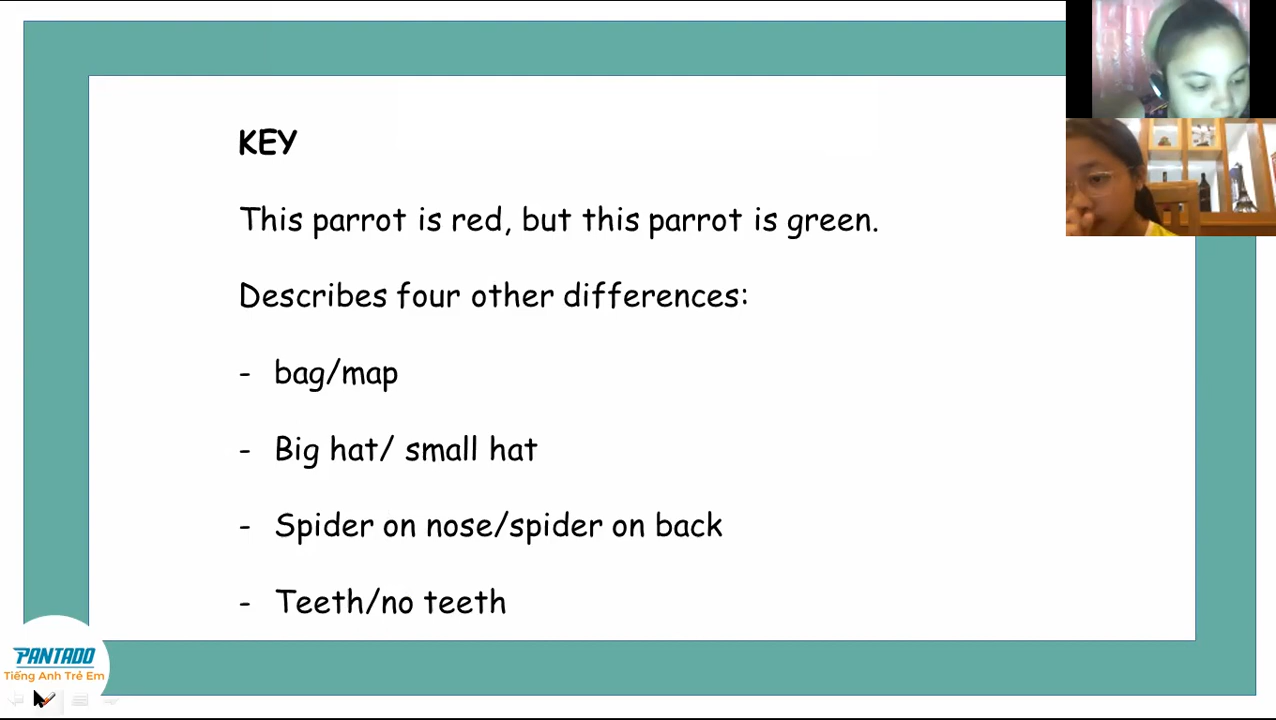 KEY
This parrot is red, but this parrot is green.
Describes four other differences:
- bag/map
- Big hat/ small hat
- Spider on nose/spider on back
- Teeth/no teeth
PANTADO
Tiếng Anh Trẻ Em